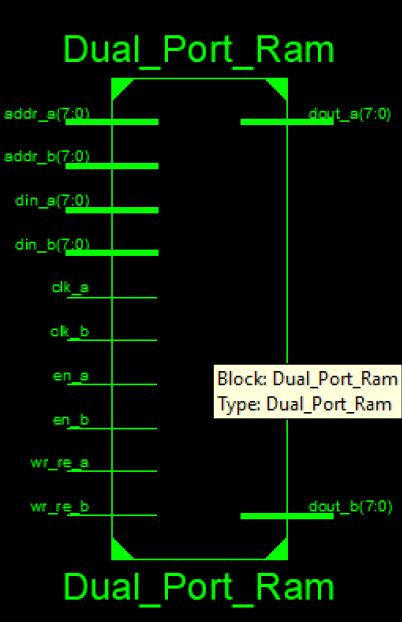 Dual_Port_Ram
addr_a(7:0)
dout_a(7:0)
addr_b(7:0)
din_a(7:0)
din_b(7:0)
clk_a
clk_b
en_a
Block: Dual_Port_Ram
Type: Dual_Port_Ram
en_b
wr_re_a
wr_re_b
dout_b(7:0)
Dual_Port_Ram